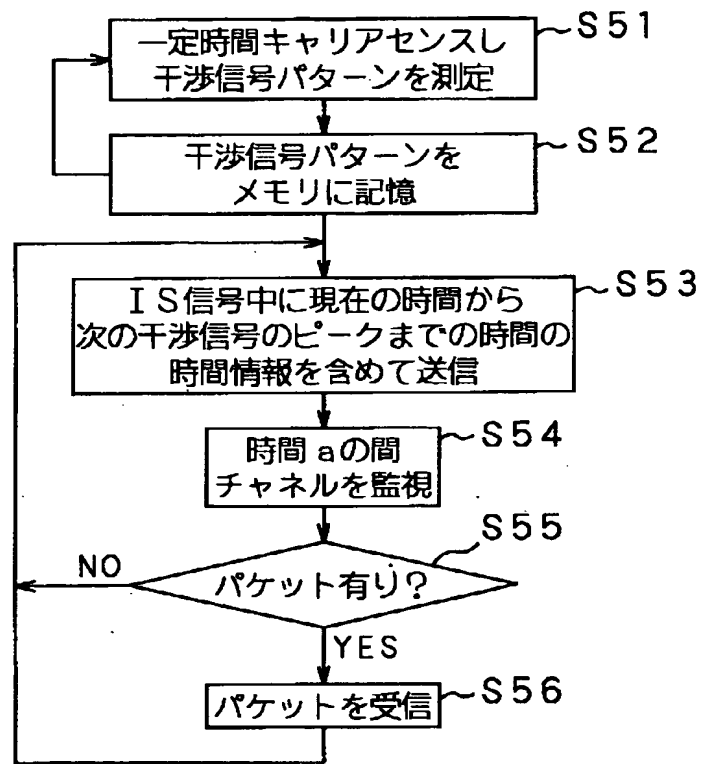 一定時間キャリアセンスし
干渉信号パターンを測定
S51
干渉信号パターンを
メモリに記憶
S52
IS信号中に現在の時間から
次の干渉信号のピークまでの時間の
時間情報を含めて送信
S53
時間aの間
チャネルを監視
S54
パケット有り?
S55
NO
YES
パケットを受信
S56